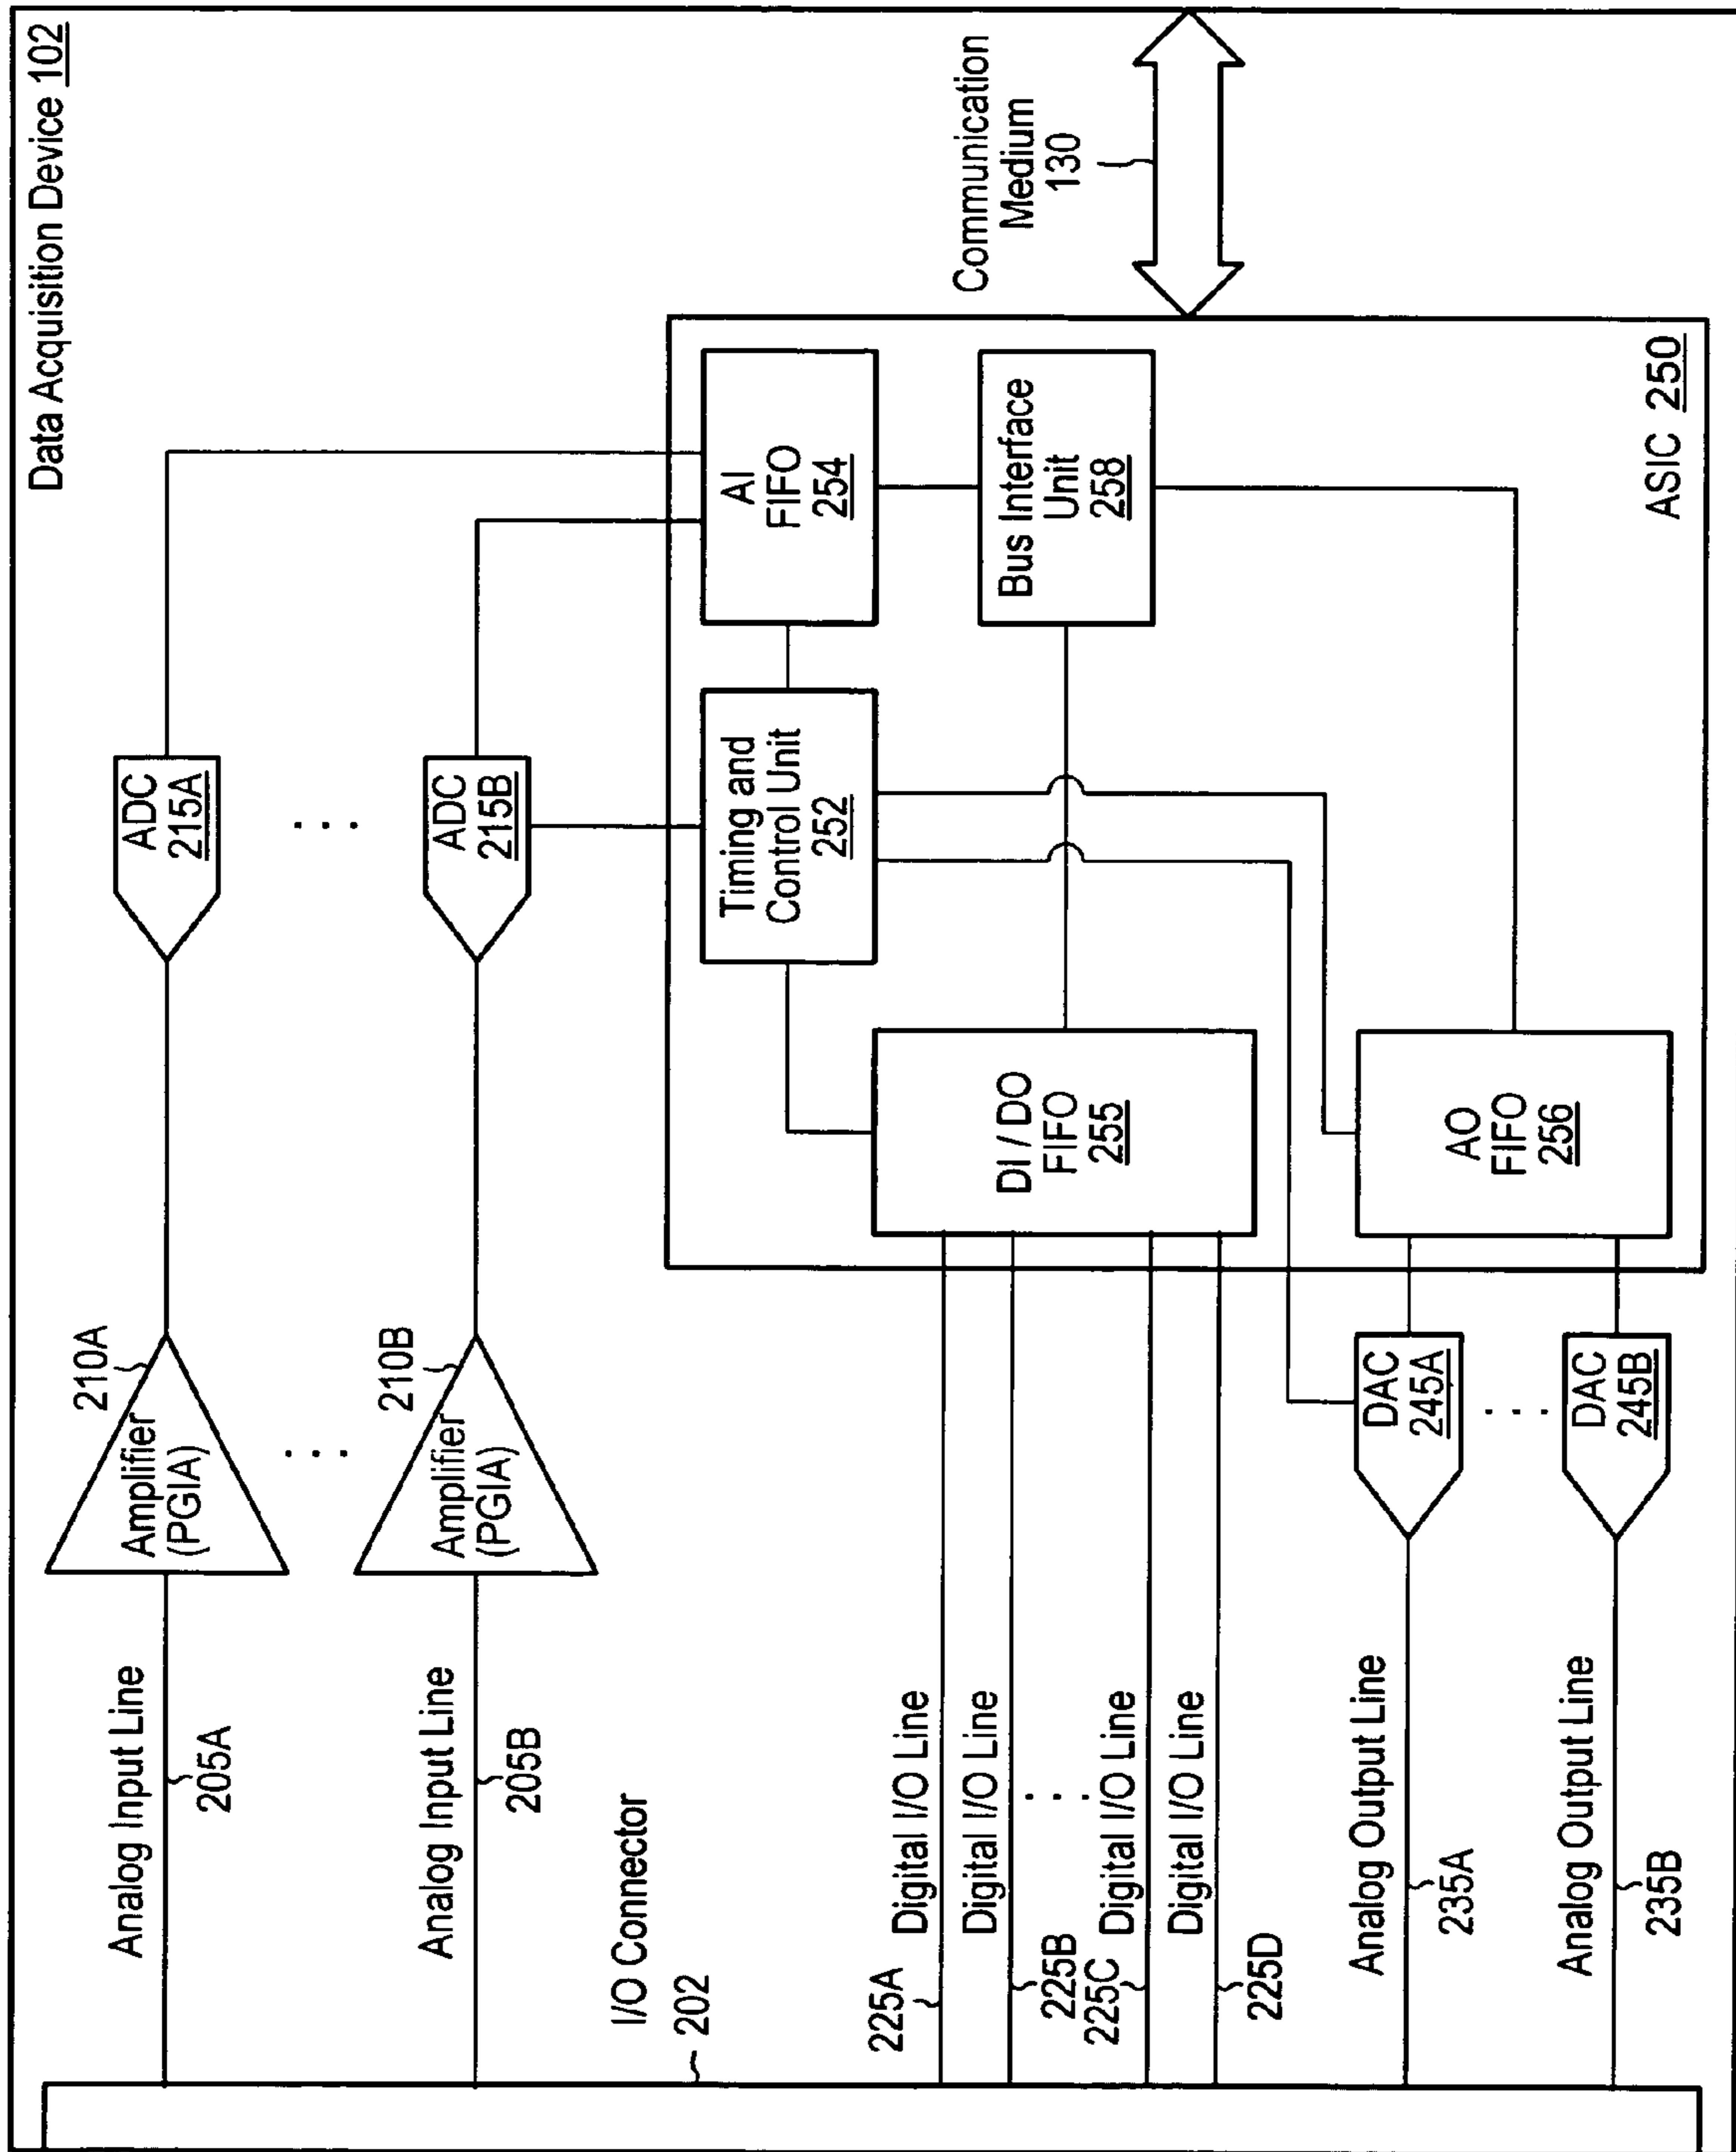 Data Acquisition Device 102
Analog Input Line
205A
Amplifier
(PGIA)
210A
ADC
215A
. . .
. . .
Analog Input Line
205B
Amplifier
(PGIA)
210B
ADC
215B
I/O Connector
202
Timing and
Control Unit
252
AI
FIFO
254
Communication
Medium
130
225A
Digital I/O Line
Digital I/O Line
225B
. . .
225C
Digital I/O Line
Digital I/O Line
225D
DI / DO
FIFO
255
Bus Interface
Unit
258
Analog Output Line
235A
DAC
245A
. . .
AO
FIFO
256
Analog Output Line
235B
DAC
245B
ASIC 250